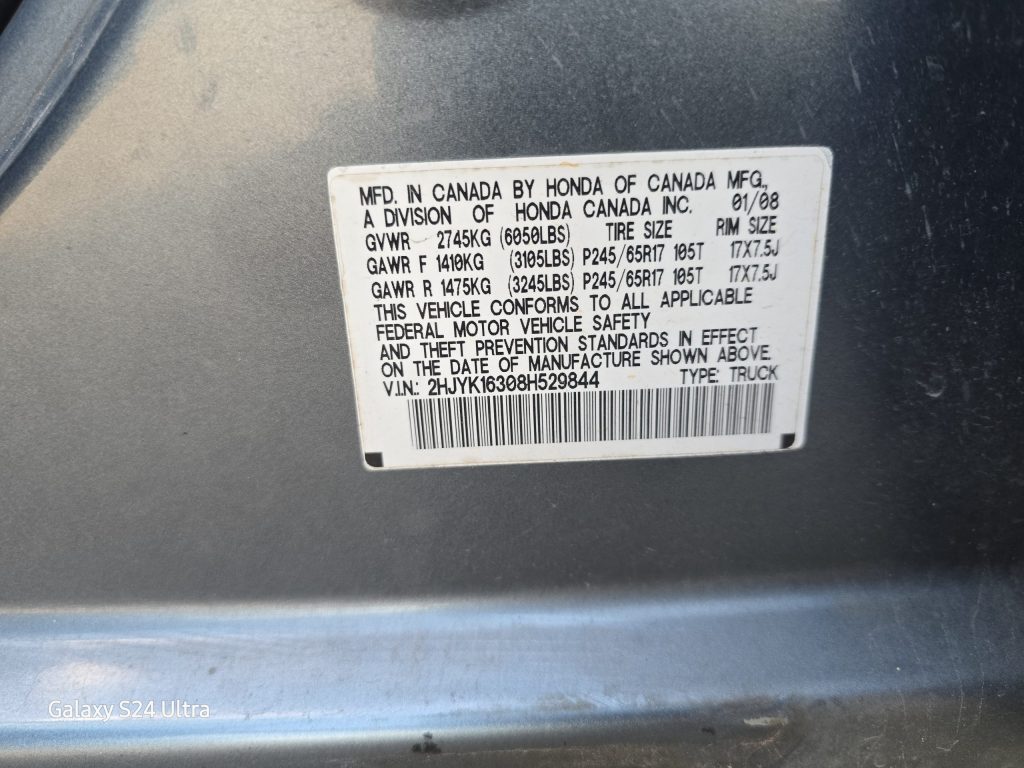 MFD. IN CANADA BY HONDA OF CANADA MFG.,
A DIVISION OF HONDA CANADA INC. 01/08
GVWR 2745KG (6050LBS) TIRE SIZE RIM SIZE
GAWR F 1410KG (3105LBS) P245/65R17 105T 17X7.5J
GAWR R 1475KG (3245LBS) P245/65R17 105T 17X7.5J
THIS VEHICLE CONFORMS TO ALL APPLICABLE
FEDERAL MOTOR VEHICLE SAFETY
AND THEFT PREVENTION STANDARDS IN EFFECT
ON THE DATE OF MANUFACTURE SHOWN ABOVE.
V.I.N.: 2HJYK16308H529844 TYPE: TRUCK
Galaxy S24 Ultra